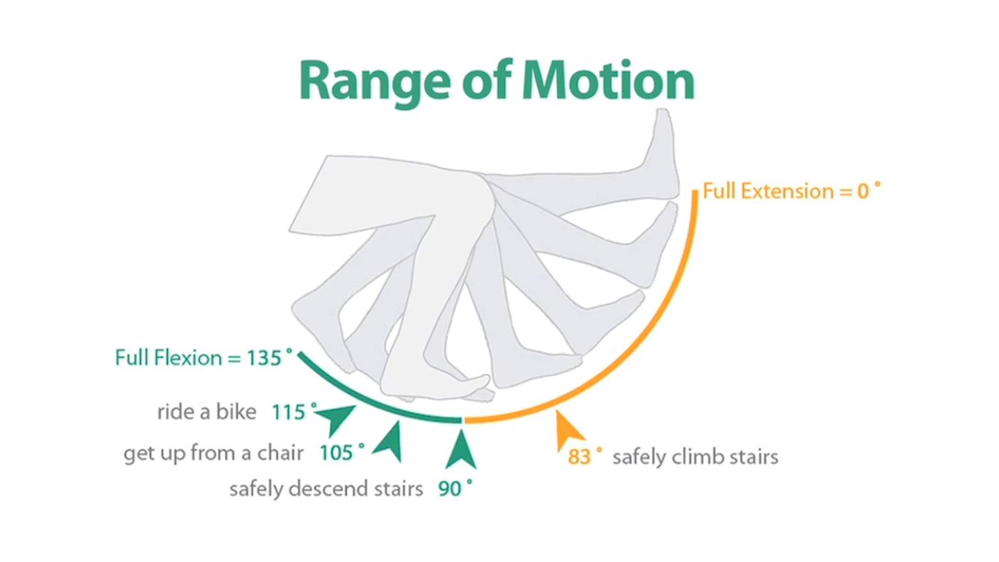 Range of Motion
Full Extension = 0°
Full Flexion = 135°
ride a bike 115°
get up from a chair 105°
83° safely climb stairs
safely descend stairs 90°